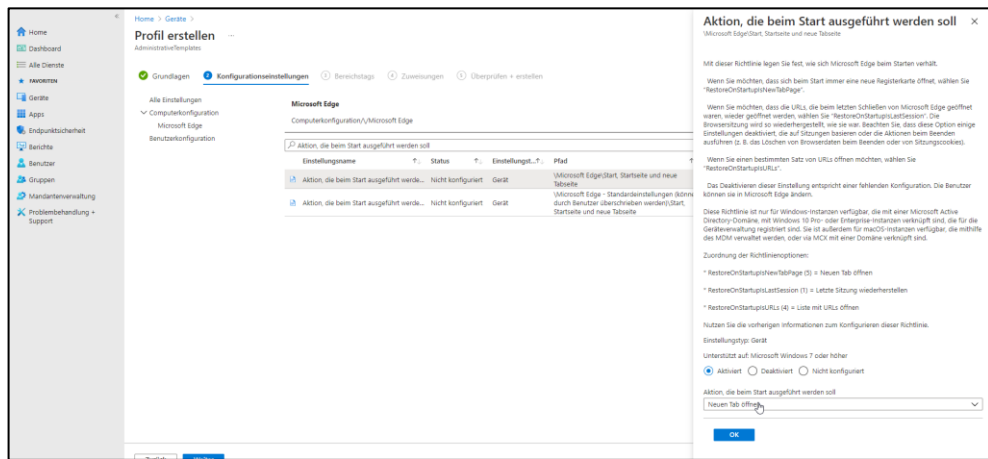 «
Home
Dashboard
Alle Dienste
FAVORITEN
Geräte
Apps
Endpunktsicherheit
Berichte
Benutzer
Gruppen
Mandantenverwaltung
Problembehandlung +
Support
Home > Geräte >
Profil erstellen ...
AdministrativeTemplates
Grundlagen 2 Konfigurationseinstellungen 3 Bereichstags 4 Zuweisungen 5 Überprüfen + erstellen
Alle Einstellungen
Computerkonfiguration
Microsoft Edge
Benutzerkonfiguration
Microsoft Edge
Computerkonfiguration/\/Microsoft Edge
Aktion, die beim Start ausgeführt werden soll
Einstellungsname ↑↓ Status ↑↓ Einstellungst...↑↓ Pfad
Aktion, die beim Start ausgeführt werde... Nicht konfiguriert Gerät \Microsoft Edge\Start, Startseite und neue
Tabseite
Aktion, die beim Start ausgeführt werde... Nicht konfiguriert Gerät \Microsoft Edge - Standardeinstellungen (könne
durch Benutzer überschrieben werden)\Start,
Startseite und neue Tabseite
Zurück Weiter
Aktion, die beim Start ausgeführt werden soll ×
\Microsoft Edge\Start, Startseite und neue Tabseite
Mit dieser Richtlinie legen Sie fest, wie sich Microsoft Edge beim Starten verhält.
Wenn Sie möchten, dass sich beim Start immer eine neue Registerkarte öffnet, wählen Sie
"RestoreOnStartupIsNewTabPage".
Wenn Sie möchten, dass die URLs, die beim letzten Schließen von Microsoft Edge geöffnet
waren, wieder geöffnet werden, wählen Sie "RestoreOnStartupIsLastSession". Die
Browsersitzung wird so wiederhergestellt, wie sie war. Beachten Sie, dass diese Option einige
Einstellungen deaktiviert, die auf Sitzungen basieren oder die Aktionen beim Beenden
ausführen (z. B. das Löschen von Browserdaten beim Beenden oder von Sitzungscookies).
Wenn Sie einen bestimmten Satz von URLs öffnen möchten, wählen Sie
"RestoreOnStartupIsURLs".
Das Deaktivieren dieser Einstellung entspricht einer fehlenden Konfiguration. Die Benutzer
können sie in Microsoft Edge ändern.
Diese Richtlinie ist nur für Windows-Instanzen verfügbar, die mit einer Microsoft Active
Directory-Domäne, mit Windows 10 Pro- oder Enterprise-Instanzen verknüpft sind, die für die
Geräteverwaltung registriert sind. Sie ist außerdem für macOS-Instanzen verfügbar, die mithilfe
des MDM verwaltet werden, oder via MCX mit einer Domäne verknüpft sind.
Zuordnung der Richtlinienoptionen:
* RestoreOnStartupIsNewTabPage (5) = Neuen Tab öffnen
* RestoreOnStartupIsLastSession (1) = Letzte Sitzung wiederherstellen
* RestoreOnStartupIsURLs (4) = Liste mit URLs öffnen
Nutzen Sie die vorherigen Informationen zum Konfigurieren dieser Richtlinie.
Einstellungstyp: Gerät
Unterstützt auf: Microsoft Windows 7 oder höher
Aktiviert Deaktiviert Nicht konfiguriert
Aktion, die beim Start ausgeführt werden soll
Neuen Tab öffnen
OK